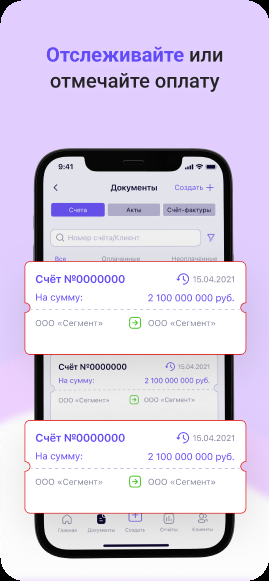 Отслеживайте или
отмечайте оплату
9:41
Документы
Создать +
Счета
Акты
Счёт-фактуры
Номер счёта/Клиент
Все
Оплаченные
Неоплаченные
Счёт №0000000
15.04.2021
На сумму:
2 100 000 000 руб.
ООО «Сегмент»
ООО «Сегмент»
Счёт №0000000
15.04.2021
На сумму:
2 100 000 000 руб.
ООО «Сегмент»
ООО «Сегмент»
Счёт №0000000
15.04.2021
На сумму:
2 100 000 000 руб.
ООО «Сегмент»
ООО «Сегмент»
Главная
Документы
Создать
Отчёты
Клиенты